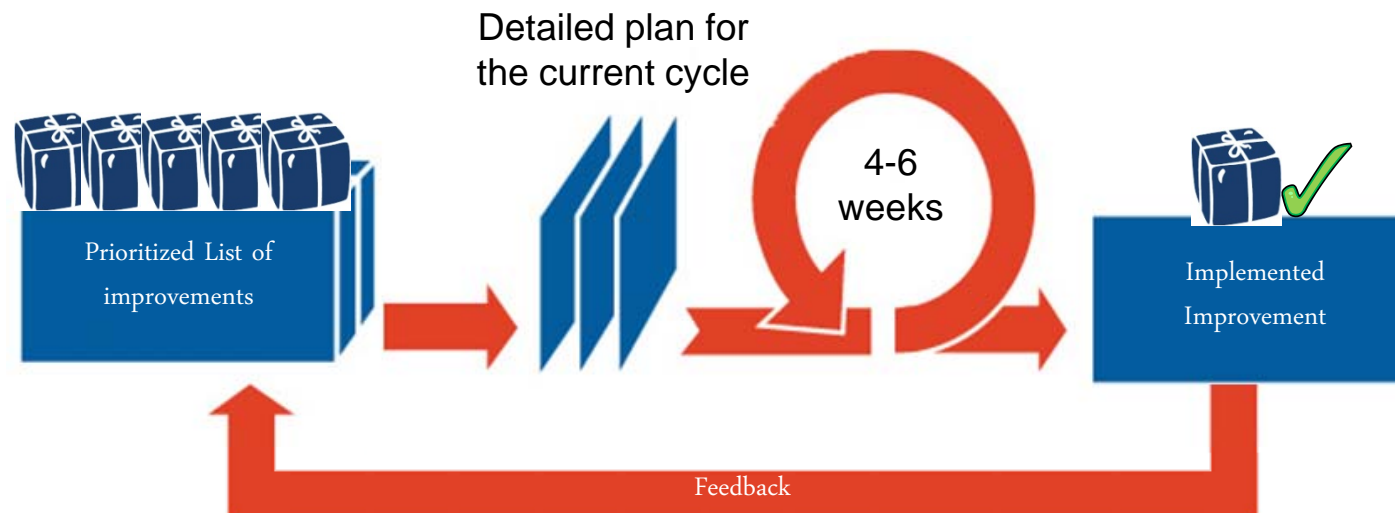 Detailed plan for
the current cycle
4-6
weeks
Prioritized List of
improvements
Implemented
Improvement
Feedback